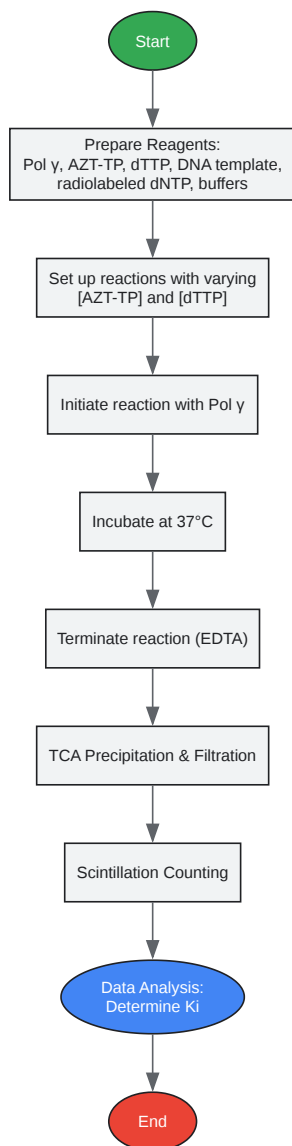 Start
Prepare Reagents:
Pol γ, AZT-TP, dTTP, DNA template,
radiolabeled dNTP, buffers
Set up reactions with varying
[AZT-TP] and [dTTP]
Initiate reaction with Pol γ
Incubate at 37°C
Terminate reaction (EDTA)
TCA Precipitation & Filtration
Scintillation Counting
Data Analysis:
Determine Ki
End